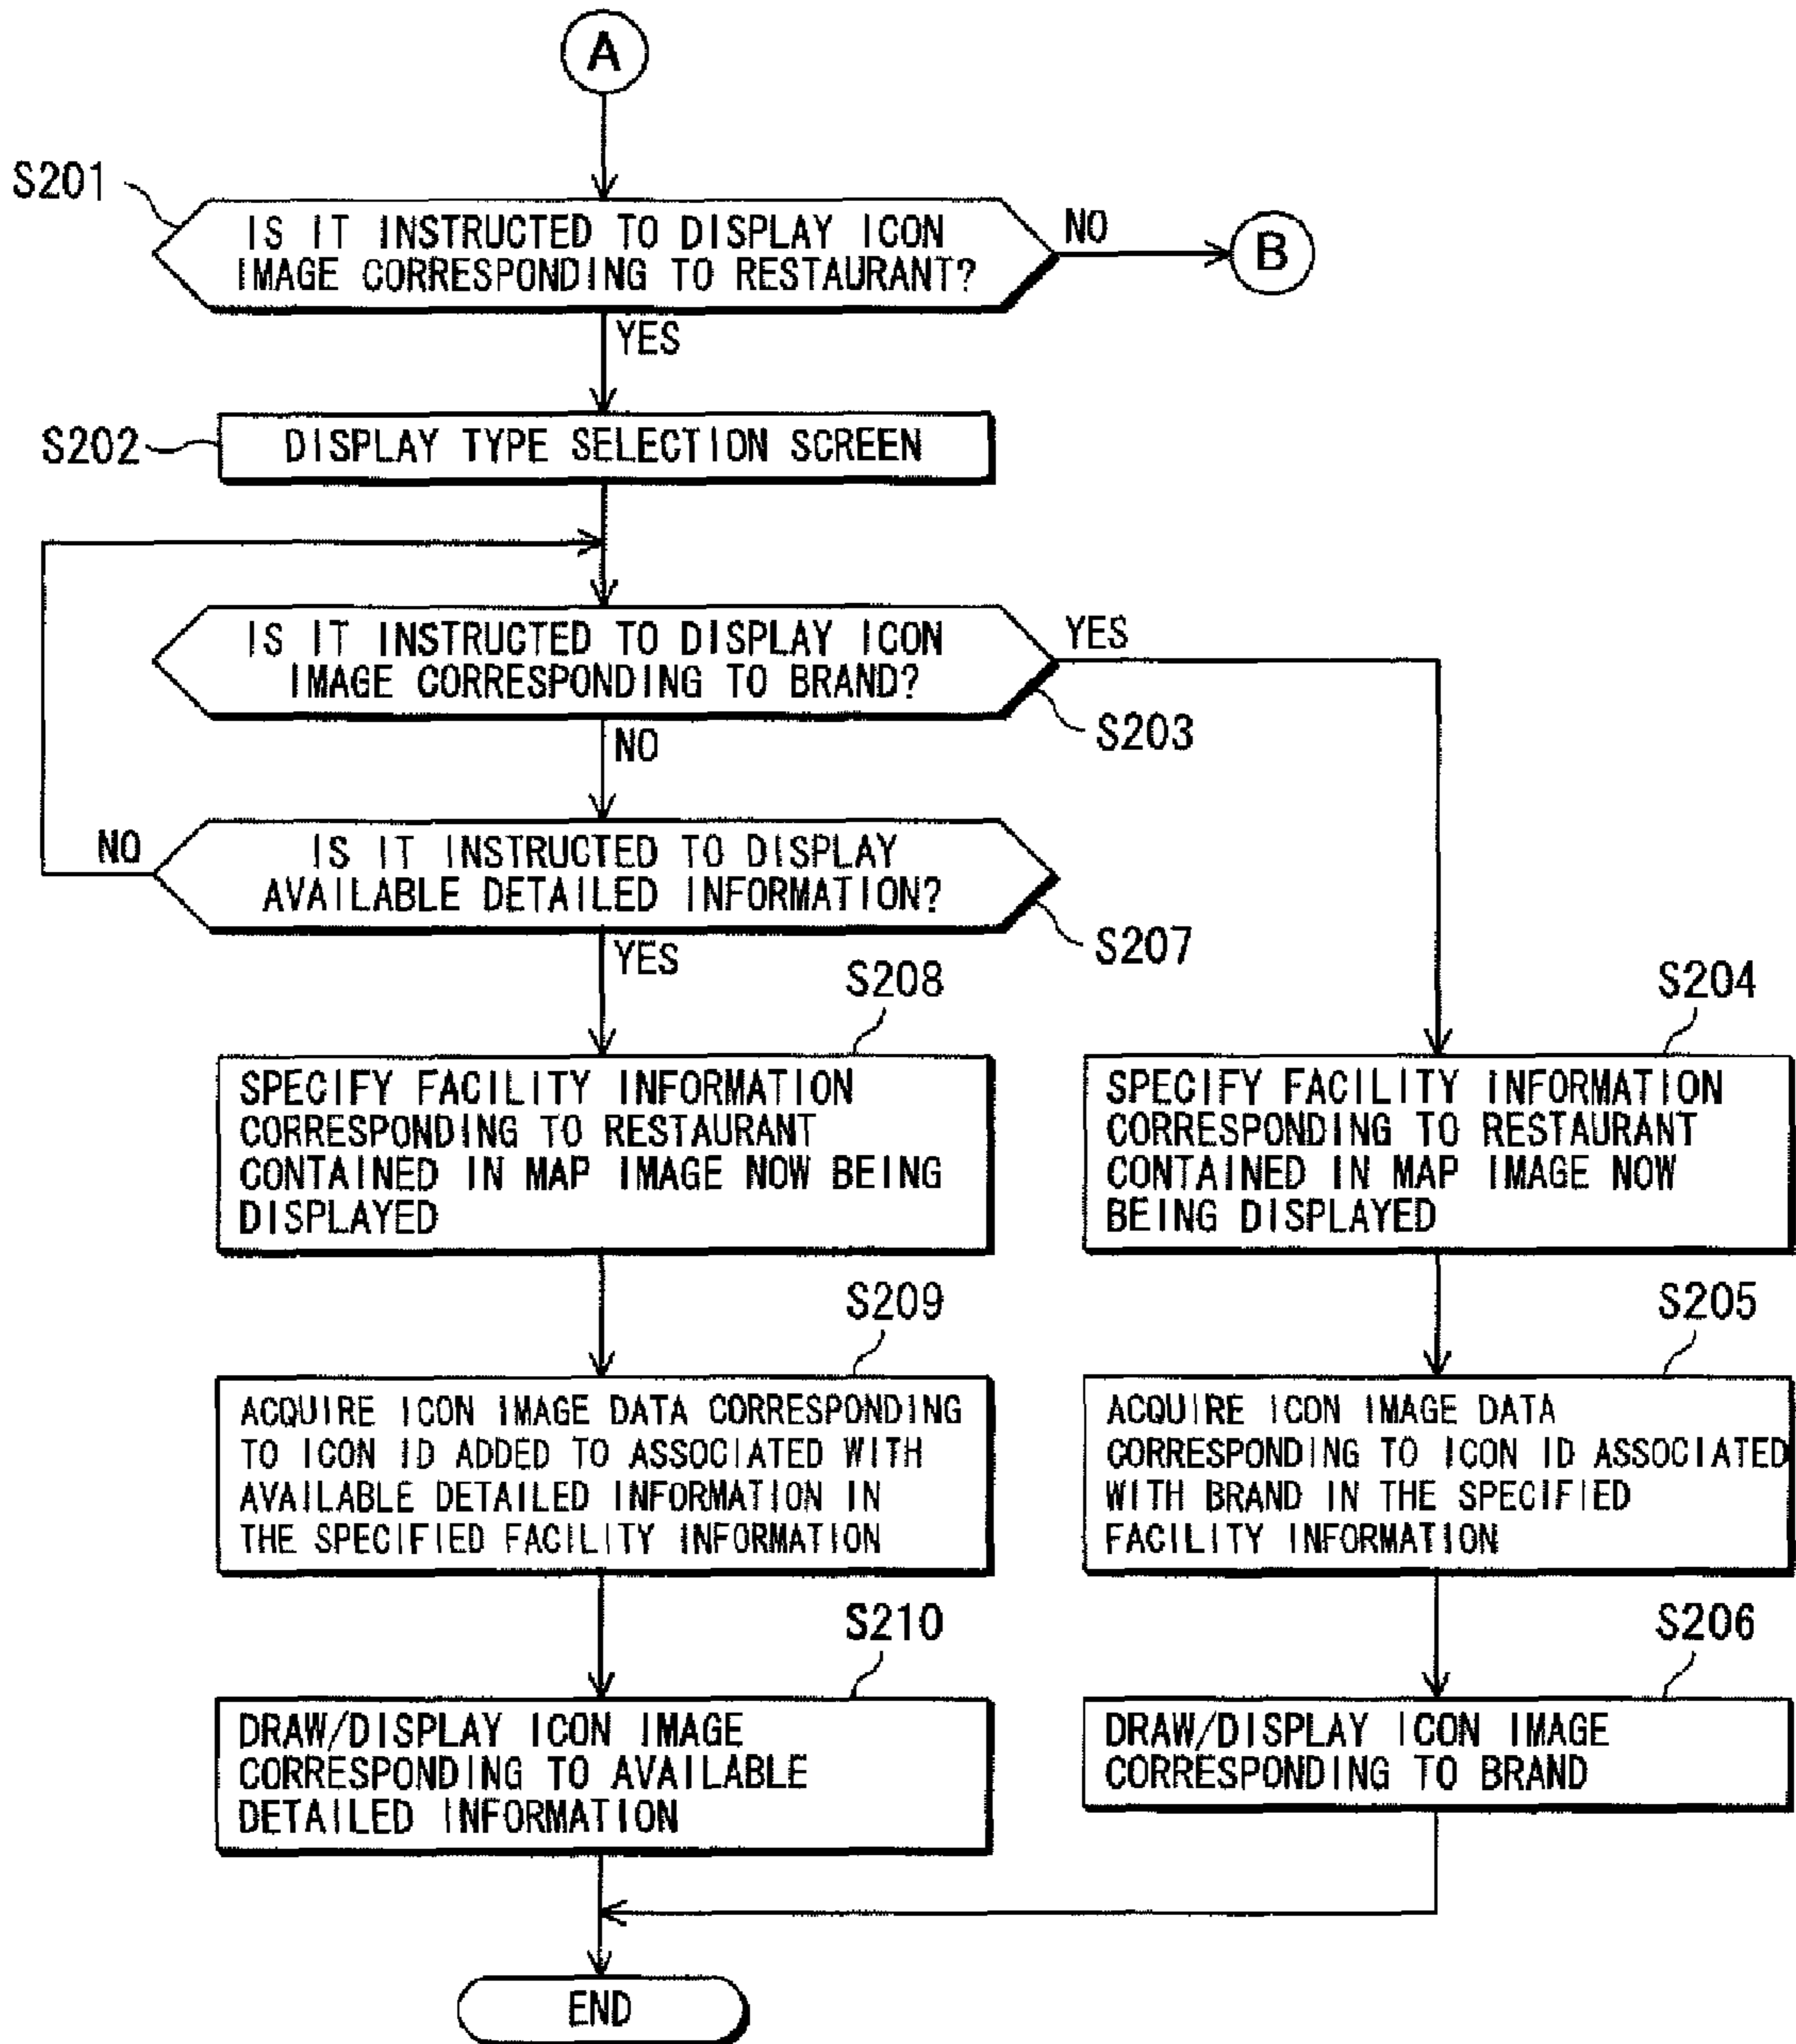 A
S201
IS IT INSTRUCTED TO DISPLAY ICON
IMAGE CORRESPONDING TO RESTAURANT?
NO
B
YES
S202
DISPLAY TYPE SELECTION SCREEN
IS IT INSTRUCTED TO DISPLAY ICON
IMAGE CORRESPONDING TO BRAND?
YES
S203
NO
IS IT INSTRUCTED TO DISPLAY
AVAILABLE DETAILED INFORMATION?
NO
S207
YES
S208
SPECIFY FACILITY INFORMATION
CORRESPONDING TO RESTAURANT
CONTAINED IN MAP IMAGE NOW BEING
DISPLAYED
S204
SPECIFY FACILITY INFORMATION
CORRESPONDING TO RESTAURANT
CONTAINED IN MAP IMAGE NOW
BEING DISPLAYED
S209
ACQUIRE ICON IMAGE DATA CORRESPONDING
TO ICON ID ADDED TO ASSOCIATED WITH
AVAILABLE DETAILED INFORMATION IN
THE SPECIFIED FACILITY INFORMATION
S205
ACQUIRE ICON IMAGE DATA
CORRESPONDING TO ICON ID ASSOCIATED
WITH BRAND IN THE SPECIFIED
FACILITY INFORMATION
S210
DRAW/DISPLAY ICON IMAGE
CORRESPONDING TO AVAILABLE
DETAILED INFORMATION
S206
DRAW/DISPLAY ICON IMAGE
CORRESPONDING TO BRAND
END